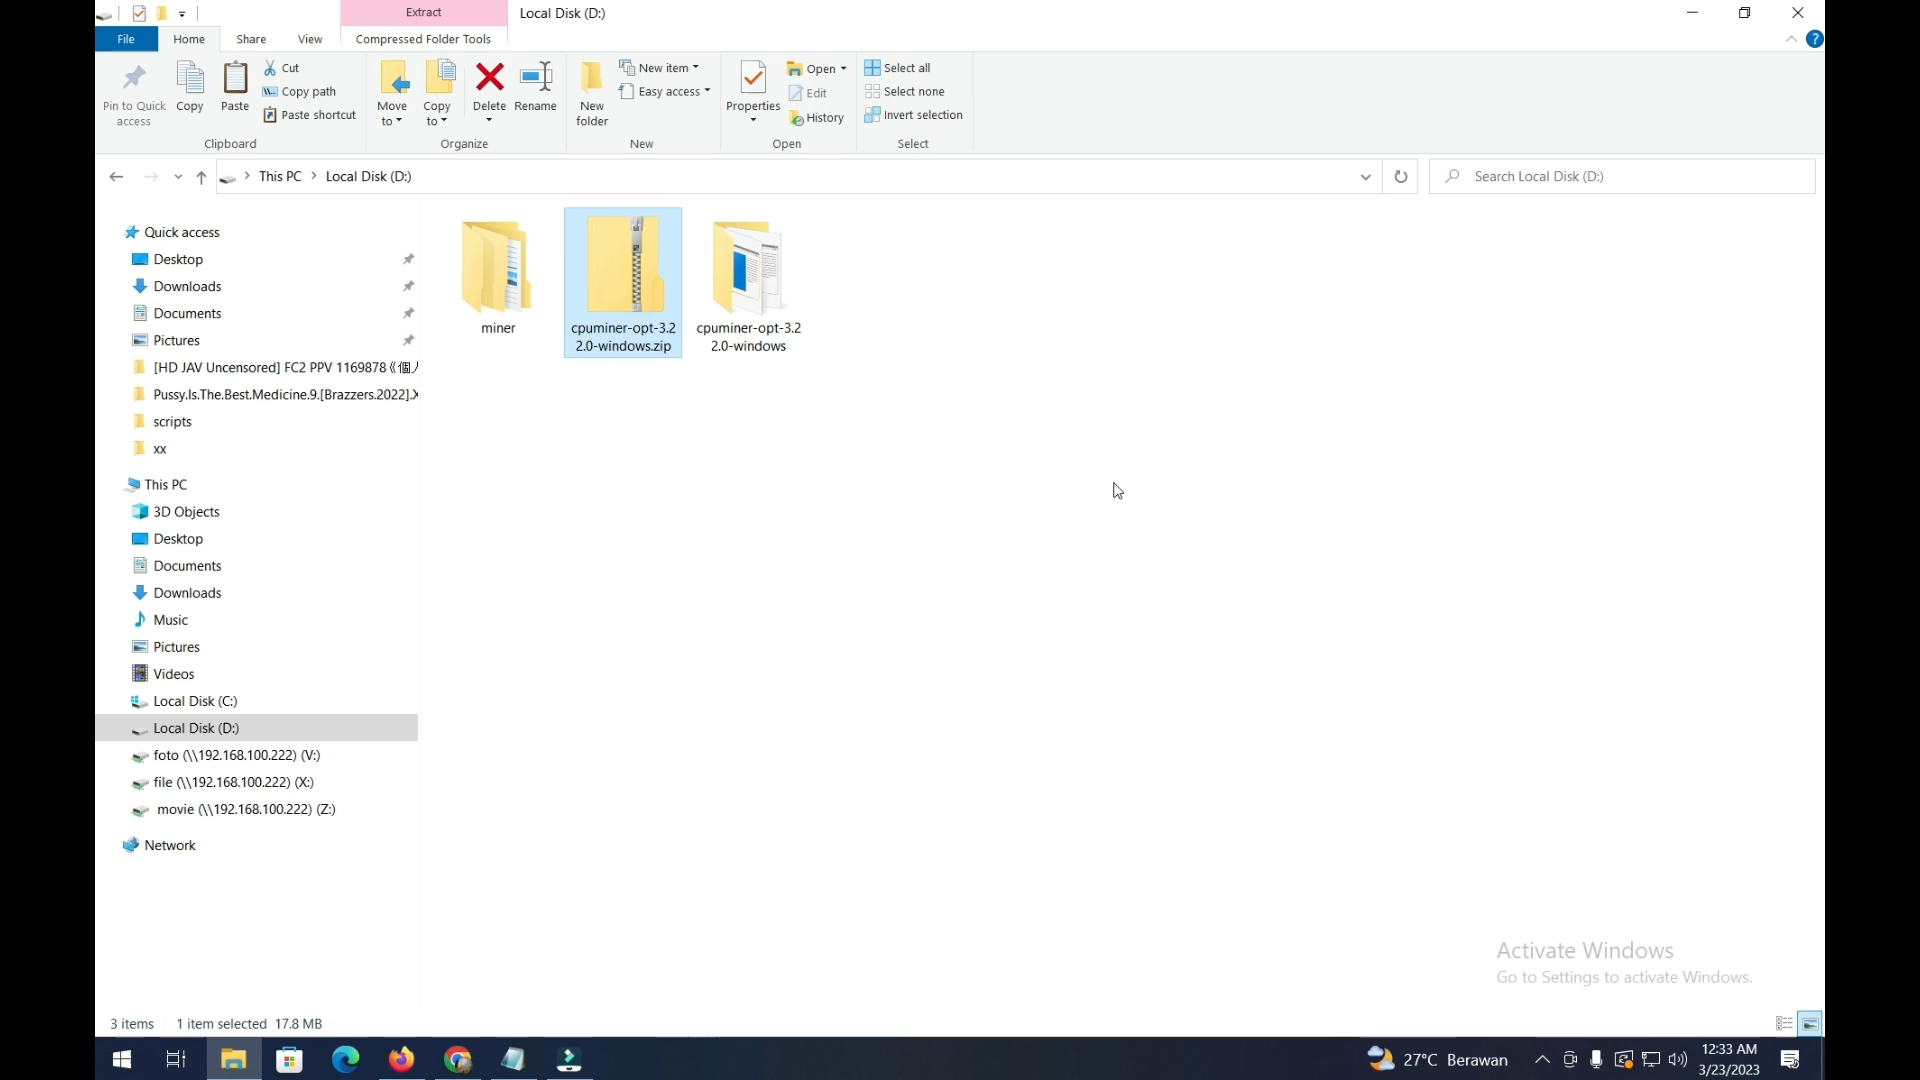 Extract
Local Disk (D:)
File
Home
Share
View
Compressed Folder Tools
Pin to Quick access
Copy
Paste
Cut
Copy path
Paste shortcut
Clipboard
Move to
Copy to
Delete
Rename
Organize
New folder
New item
Easy access
New
Properties
Open
Edit
History
Open
Select all
Select none
Invert selection
Select
This PC
Local Disk (D:)
Search Local Disk (D:)
Quick access
Desktop
Downloads
Documents
Pictures
[HD JAV Uncensored] FC2 PPV 1169878《個人
Pussy.Is.The.Best.Medicine.9.[Brazzers.2022].X
scripts
xx
This PC
3D Objects
Desktop
Documents
Downloads
Music
Pictures
Videos
Local Disk (C:)
Local Disk (D:)
foto (\\192.168.100.222) (V:)
file (\\192.168.100.222) (X:)
movie (\\192.168.100.222) (Z:)
Network
miner
cpuminer-opt-3.2
2.0-windows.zip
cpuminer-opt-3.2
2.0-windows
Activate Windows
Go to Settings to activate Windows.
3 items
1 item selected 17.8 MB
27°C Berawan
12:33 AM
3/23/2023